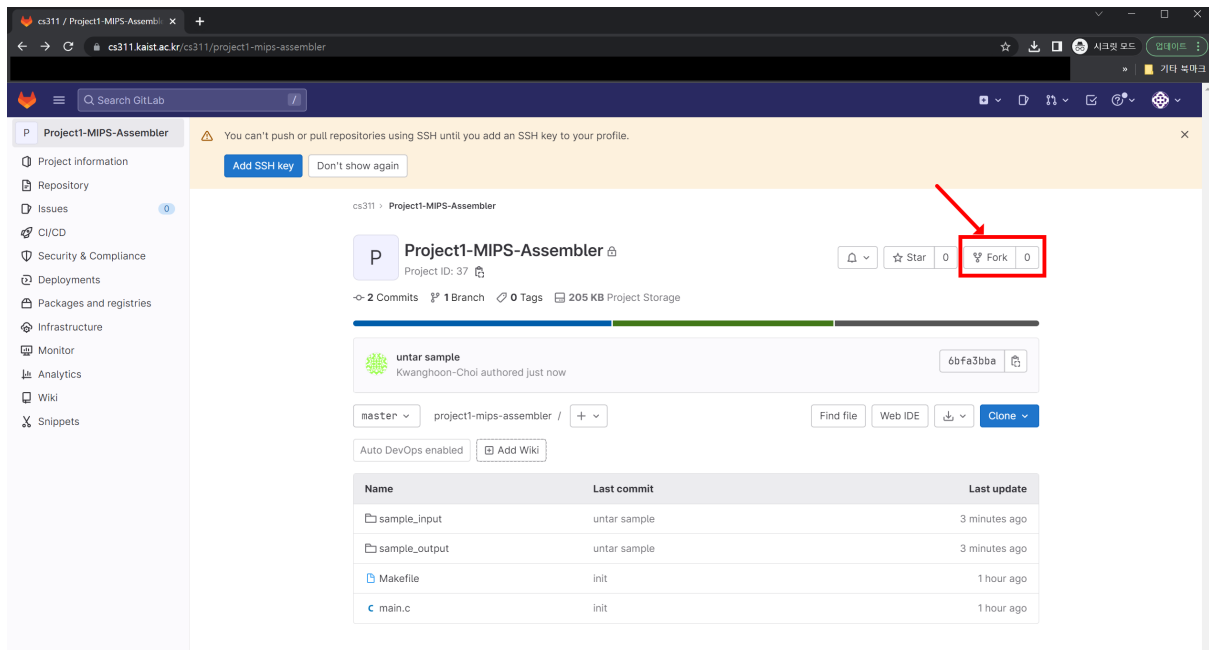 cs311 / Project1-MIPS-Assembl
cs311.kaist.ac.kr/cs311/project1-mips-assembler
시크릿 모드
업데이트
» 기타 북마크
Search GitLab /
P Project1-MIPS-Assembler
Project information
Repository
Issues 0
CI/CD
Security & Compliance
Deployments
Packages and registries
Infrastructure
Monitor
Analytics
Wiki
Snippets
You can't push or pull repositories using SSH until you add an SSH key to your profile.
Add SSH key Don't show again
cs311 > Project1-MIPS-Assembler
P Project1-MIPS-Assembler
Project ID: 37
Star 0 Fork 0
2 Commits 1 Branch 0 Tags 205 KB Project Storage
untar sample
Kwanghoon-Choi authored just now
6bfa3bba
master project1-mips-assembler / +
Find file Web IDE Clone
Auto DevOps enabled Add Wiki
Name Last commit Last update
sample_input untar sample 3 minutes ago
sample_output untar sample 3 minutes ago
Makefile init 1 hour ago
C main.c init 1 hour ago